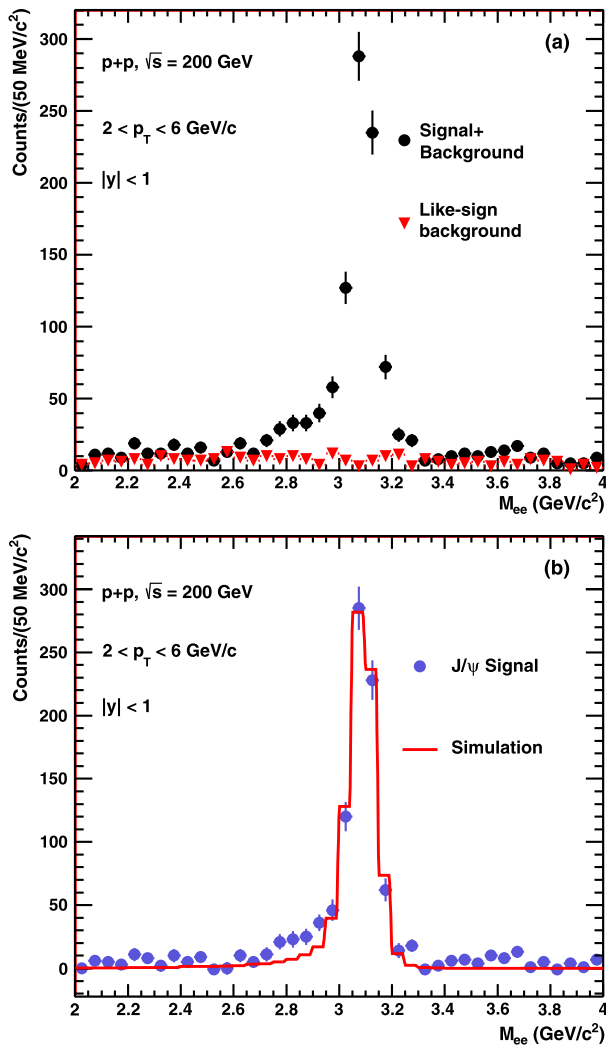 (a)
p+p, √s = 200 GeV
2 < p_T < 6 GeV/c
|y| < 1
Signal+
Background
Like-sign
background
Counts/(50 MeV/c²)
300
250
200
150
100
50
0
2 2.2 2.4 2.6 2.8 3 3.2 3.4 3.6 3.8 4
M_ee (GeV/c²)
(b)
p+p, √s = 200 GeV
2 < p_T < 6 GeV/c
|y| < 1
J/ψ Signal
Simulation
Counts/(50 MeV/c²)
300
250
200
150
100
50
0
2 2.2 2.4 2.6 2.8 3 3.2 3.4 3.6 3.8 4
M_ee (GeV/c²)